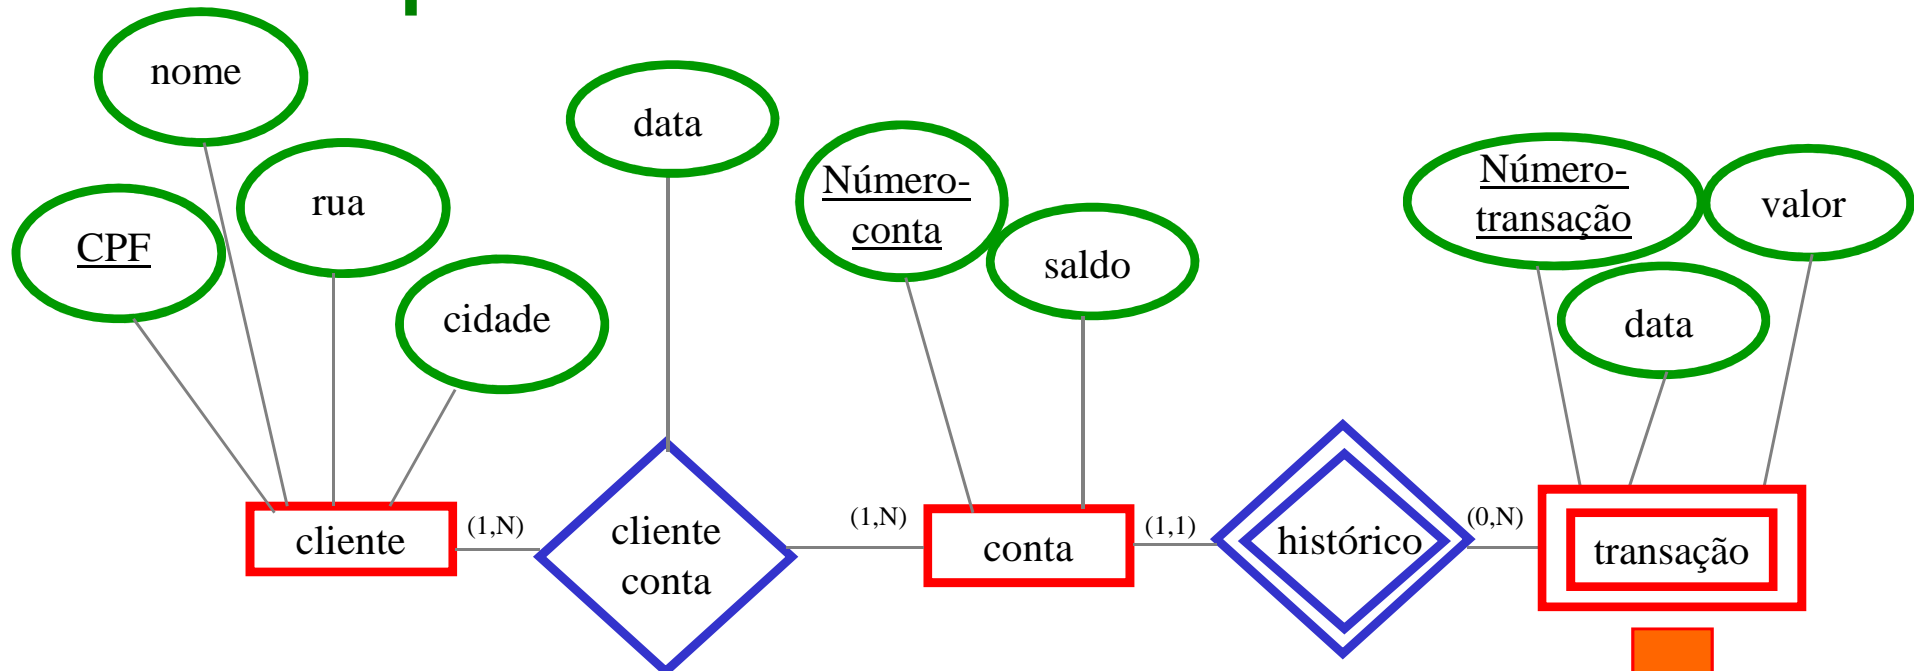 nome
data
rua
CPF
cidade
Número-
conta
saldo
Número-
transação
valor
data
cliente
(1,N)
cliente
conta
(1,N)
conta
(1,1)
histórico
(0,N)
transação